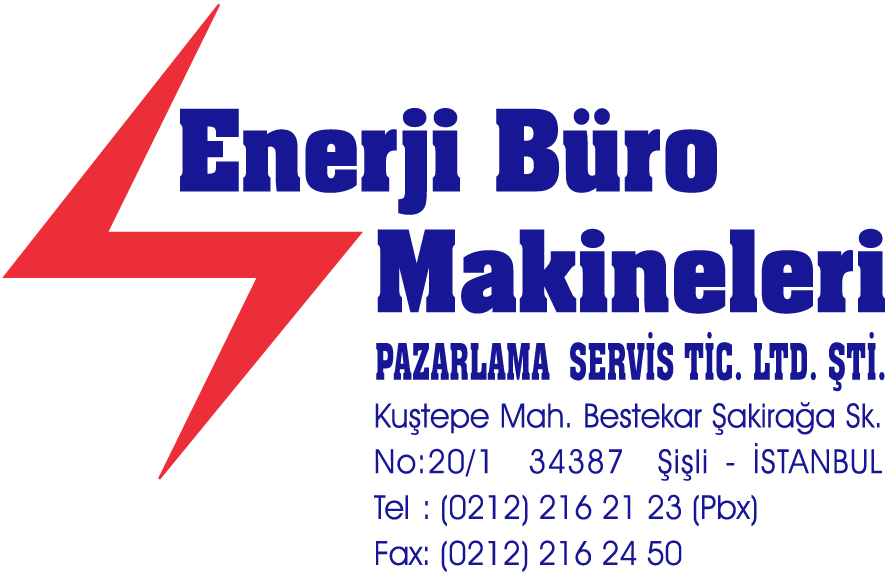 Enerji Büro
Makineleri
PAZARLAMA SERVİS TİC. LTD. ŞTİ.
Kuştepe Mah. Bestekar Şakirağa Sk.
No:20/1 34387 Şişli - İSTANBUL
Tel : (0212) 216 21 23 (Pbx)
Fax: (0212) 216 24 50